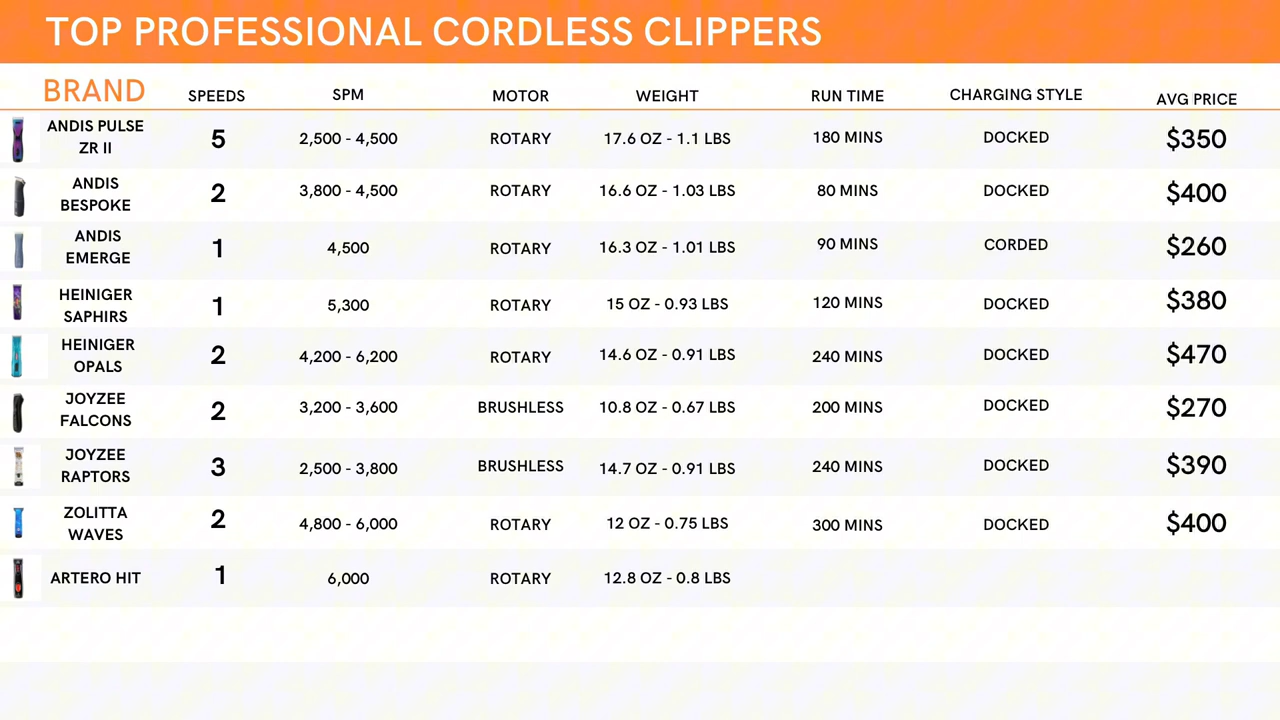 TOP PROFESSIONAL CORDLESS CLIPPERS
BRAND SPEEDS SPM MOTOR WEIGHT RUN TIME CHARGING STYLE AVG PRICE
ANDIS PULSE ZR II 5 2,500 - 4,500 ROTARY 17.6 OZ - 1.1 LBS 180 MINS DOCKED $350
ANDIS BESPOKE 2 3,800 - 4,500 ROTARY 16.6 OZ - 1.03 LBS 80 MINS DOCKED $400
ANDIS EMERGE 1 4,500 ROTARY 16.3 OZ - 1.01 LBS 90 MINS CORDED $260
HEINIGER SAPHIRS 1 5,300 ROTARY 15 OZ - 0.93 LBS 120 MINS DOCKED $380
HEINIGER OPALS 2 4,200 - 6,200 ROTARY 14.6 OZ - 0.91 LBS 240 MINS DOCKED $470
JOYZEE FALCONS 2 3,200 - 3,600 BRUSHLESS 10.8 OZ - 0.67 LBS 200 MINS DOCKED $270
JOYZEE RAPTORS 3 2,500 - 3,800 BRUSHLESS 14.7 OZ - 0.91 LBS 240 MINS DOCKED $390
ZOLITTA WAVES 2 4,800 - 6,000 ROTARY 12 OZ - 0.75 LBS 300 MINS DOCKED $400
ARTERO HIT 1 6,000 ROTARY 12.8 OZ - 0.8 LBS